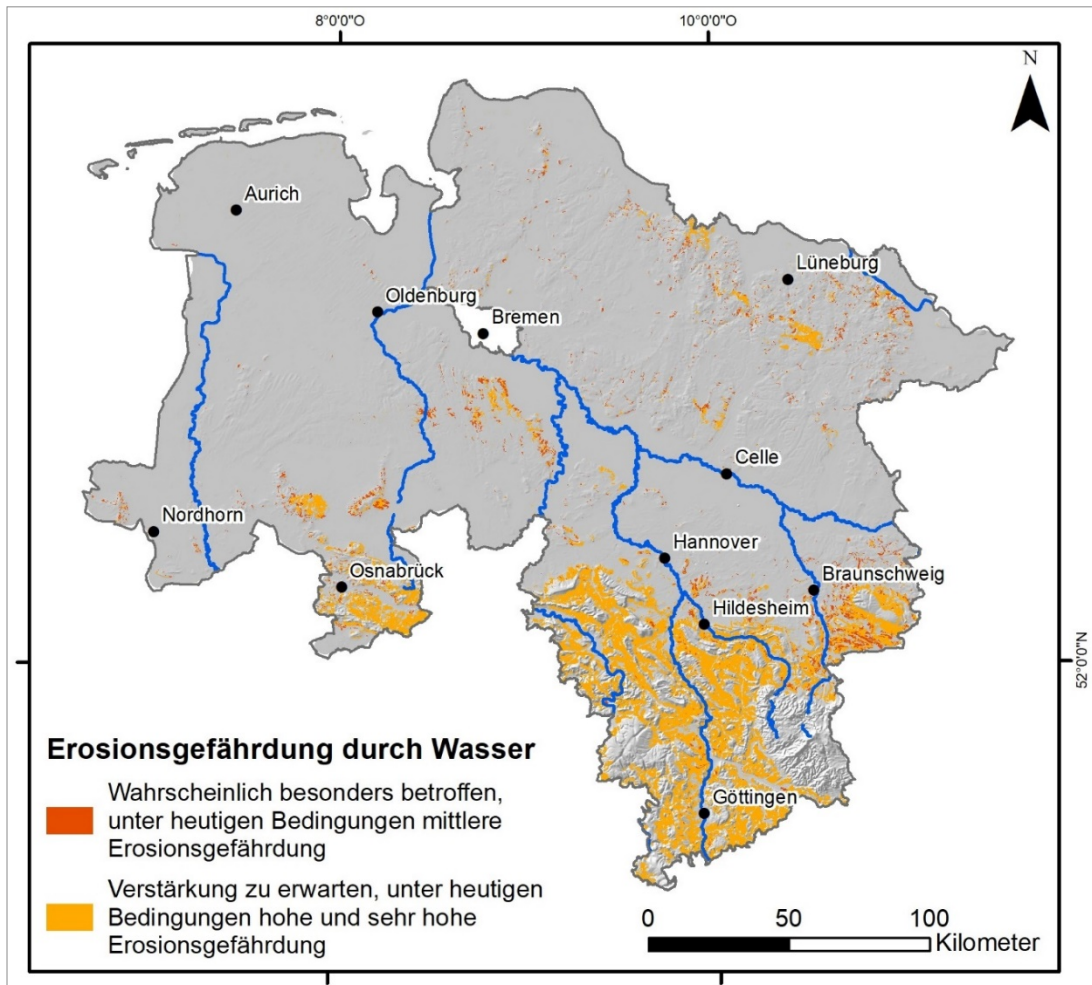 8°0'0"O
10°0'0"O
N
Aurich
Lüneburg
Oldenburg
Bremen
Celle
Nordhorn
Hannover
Osnabrück
Braunschweig
Hildesheim
52°0'0"N
Göttingen
Erosionsgefährdung durch Wasser
Wahrscheinlich besonders betroffen,
unter heutigen Bedingungen mittlere
Erosionsgefährdung
Verstärkung zu erwarten, unter heutigen
Bedingungen hohe und sehr hohe
Erosionsgefährdung
0 50 100
Kilometer